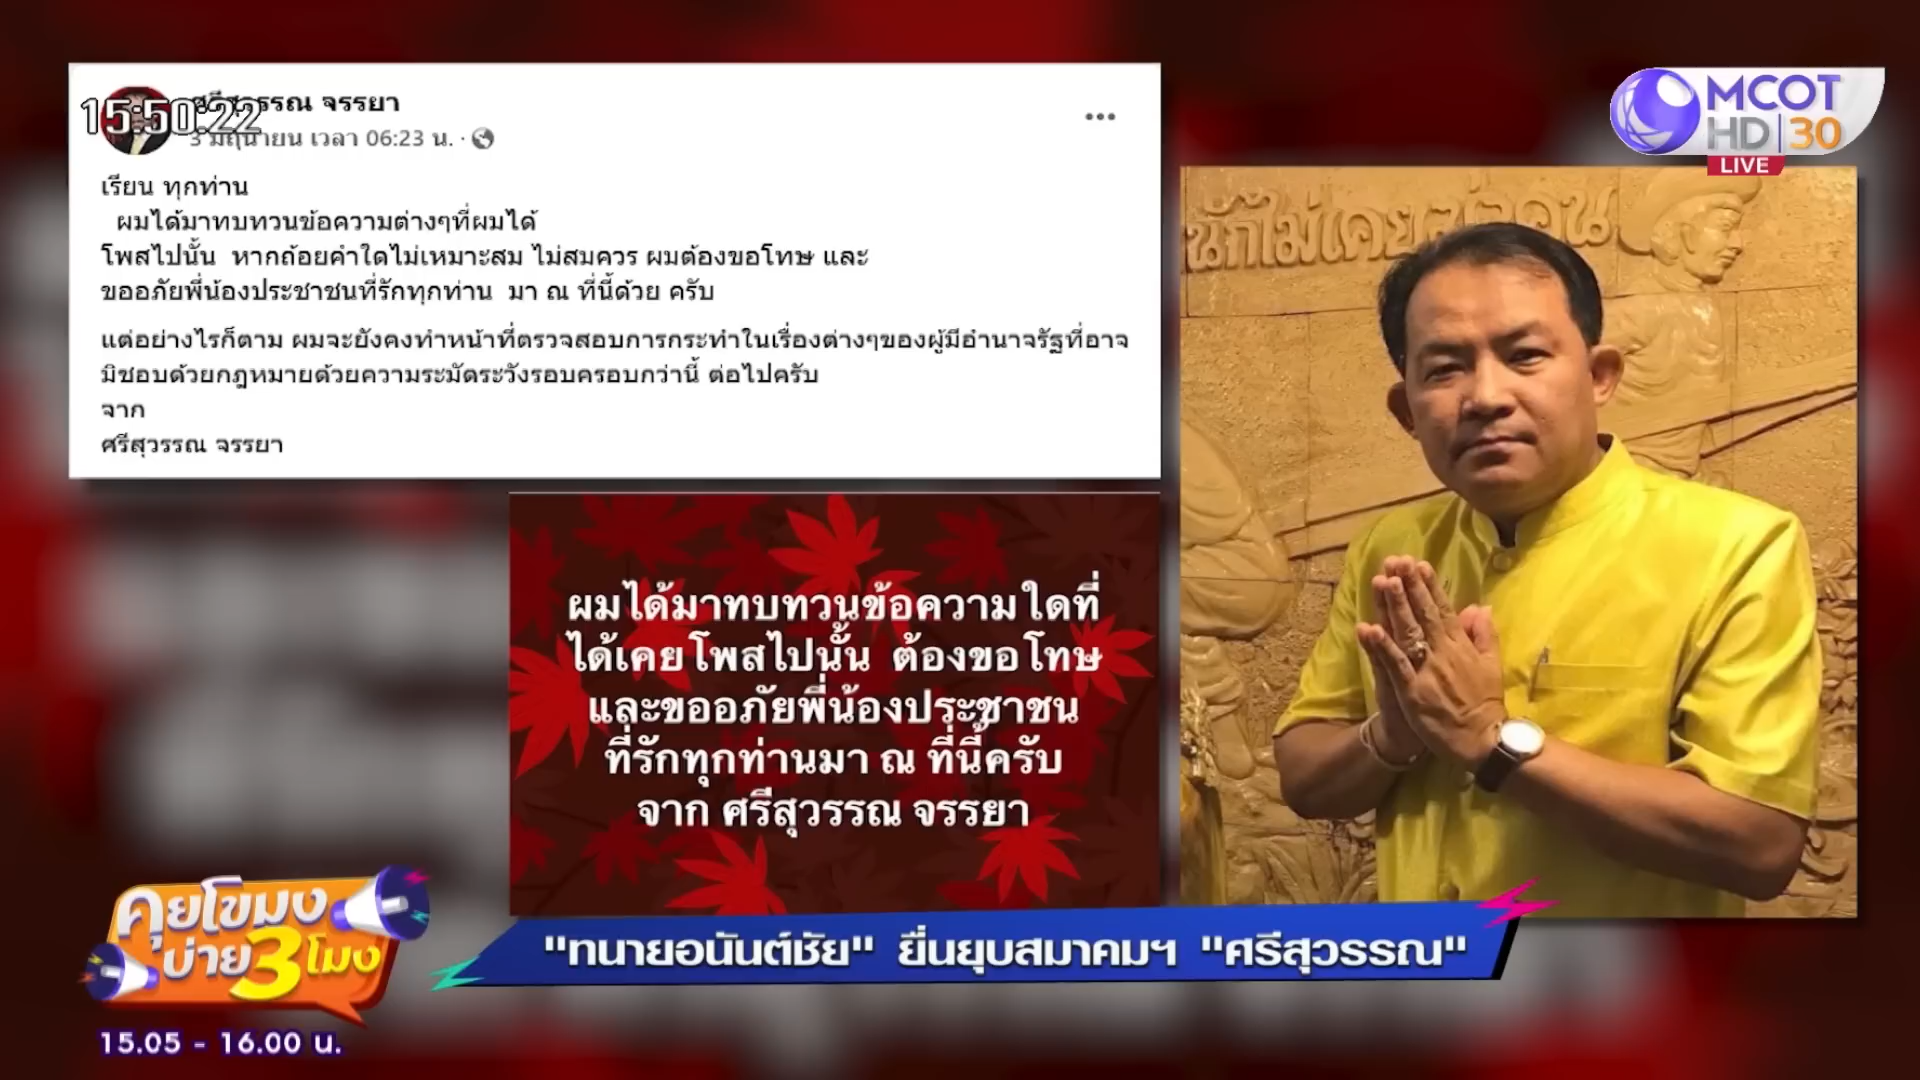 15:50:22
ศรีสุวรรณ จรรยา
3 มิถุนายน เวลา 06:23 น. ·
เรียน ทุกท่าน
ผมได้มาทบทวนข้อความต่างๆที่ผมได้
โพสไปนั้น หากถ้อยคำใดไม่เหมาะสม ไม่สมควร ผมต้องขอโทษ และ
ขออภัยพี่น้องประชาชนที่รักทุกท่าน มา ณ ที่นี้ด้วย ครับ
แต่อย่างไรก็ตาม ผมจะยังคงทำหน้าที่ตรวจสอบการกระทำในเรื่องต่างๆของผู้มีอำนาจรัฐที่อาจ
มิชอบด้วยกฎหมายด้วยความระมัดระวังรอบครอบกว่านี้ ต่อไปครับ
จาก
ศรีสุวรรณ จรรยา
MCOT
HD 30
LIVE
ผมได้มาทบทวนข้อความใดที่
ได้เคยโพสไปนั้น ต้องขอโทษ
และขออภัยพี่น้องประชาชน
ที่รักทุกท่านมา ณ ที่นี้ครับ
จาก ศรีสุวรรณ จรรยา
คุยโขมง
บ่าย 3 โมง
"ทนายอนันต์ชัย" ยื่นยุบสมาคมฯ "ศรีสุวรรณ"
15.05 - 16.00 น.